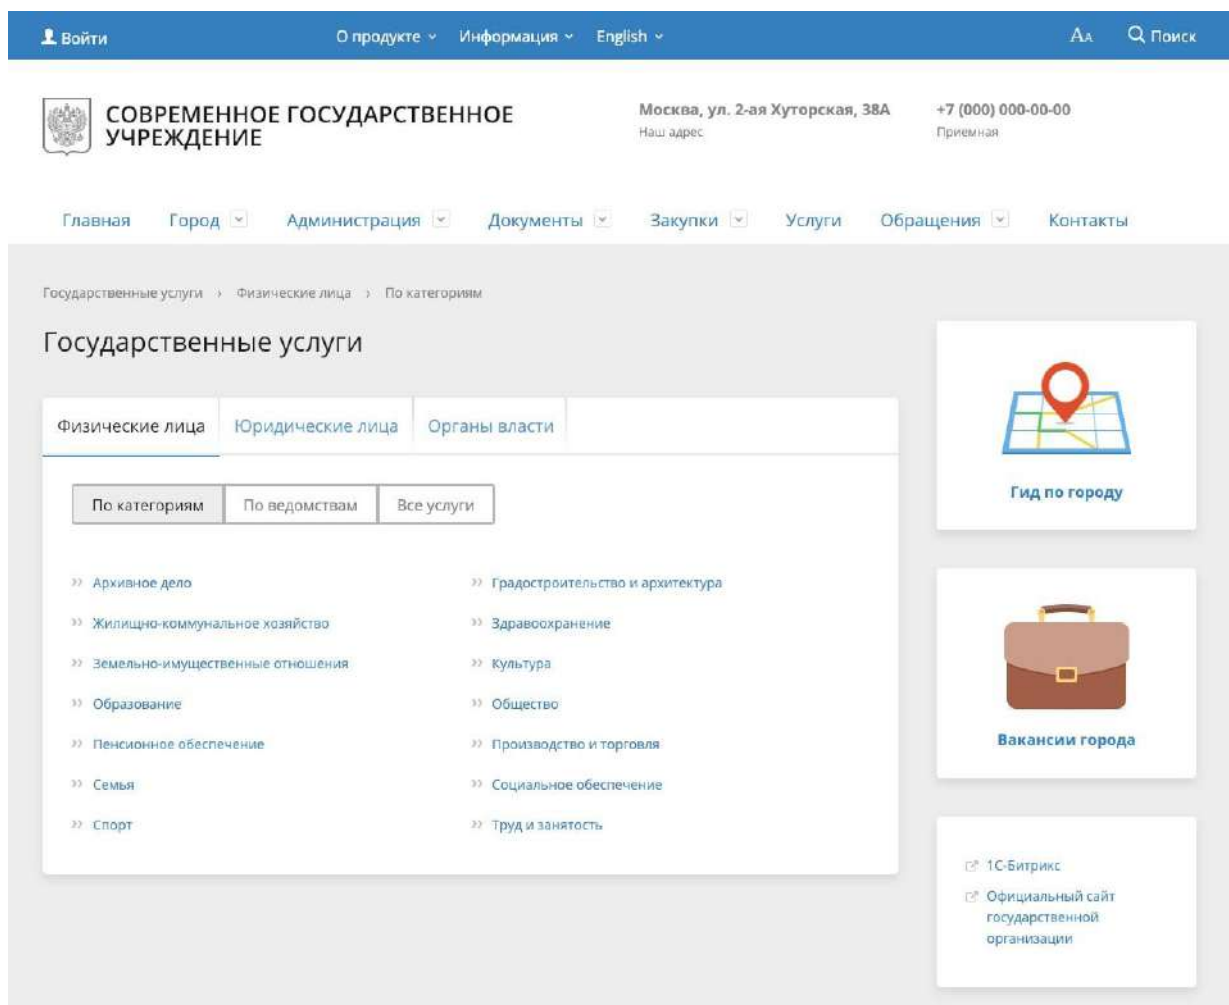 Войти О продукте Информация English Aa Поиск
СОВРЕМЕННОЕ ГОСУДАРСТВЕННОЕ
УЧРЕЖДЕНИЕ
Москва, ул. 2-ая Хуторская, 38А
Наш адрес
+7 (000) 000-00-00
Приемная
Главная Город Администрация Документы Закупки Услуги Обращения Контакты
Государственные услуги › Физические лица › По категориям
Государственные услуги
Физические лица Юридические лица Органы власти
По категориям По ведомствам Все услуги
Архивное дело
Градостроительство и архитектура
Жилищно-коммунальное хозяйство
Здравоохранение
Земельно-имущественные отношения
Культура
Образование
Общество
Пенсионное обеспечение
Производство и торговля
Семья
Социальное обеспечение
Спорт
Труд и занятость
Гид по городу
Вакансии города
1С-Битрикс
Официальный сайт
государственной
организации